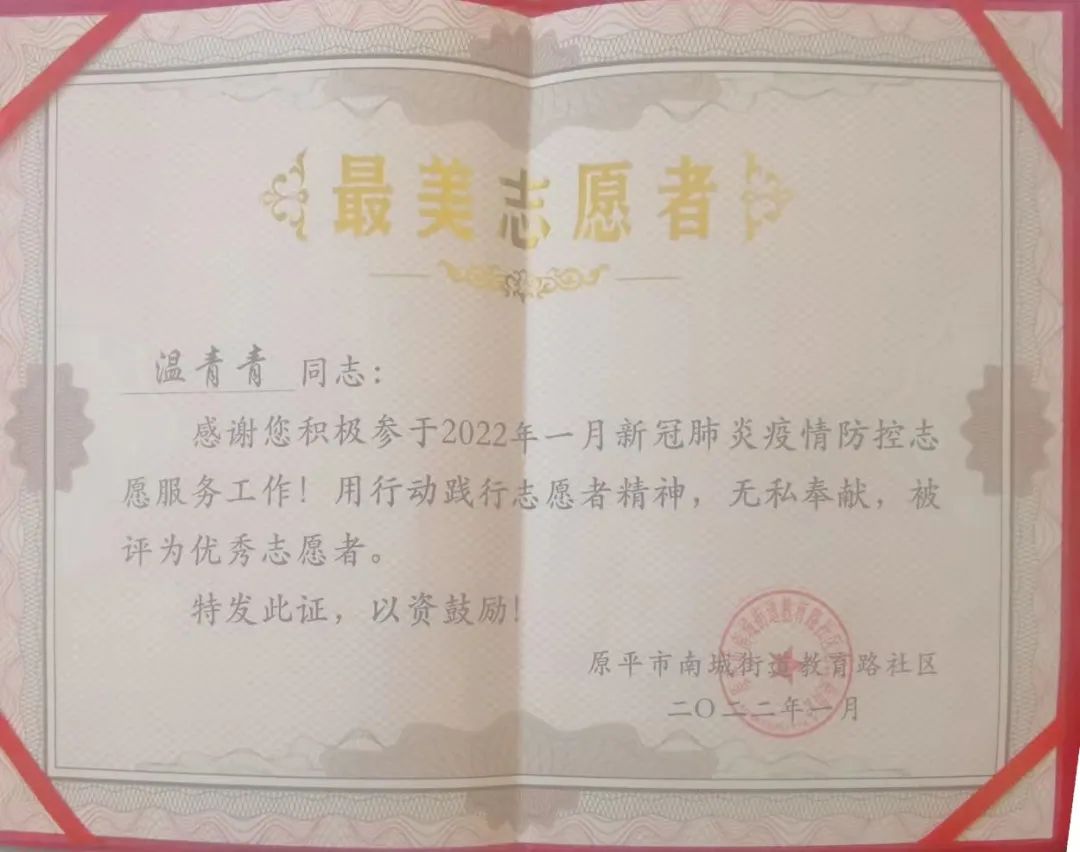 最美志愿者
温青青 同志：
感谢您积极参于2022年一月新冠肺炎疫情防控志
愿服务工作！用行动践行志愿者精神，无私奉献，被
评为优秀志愿者。
特发此证，以资鼓励！
原平市南城街道教育路社区
二〇二二年一月